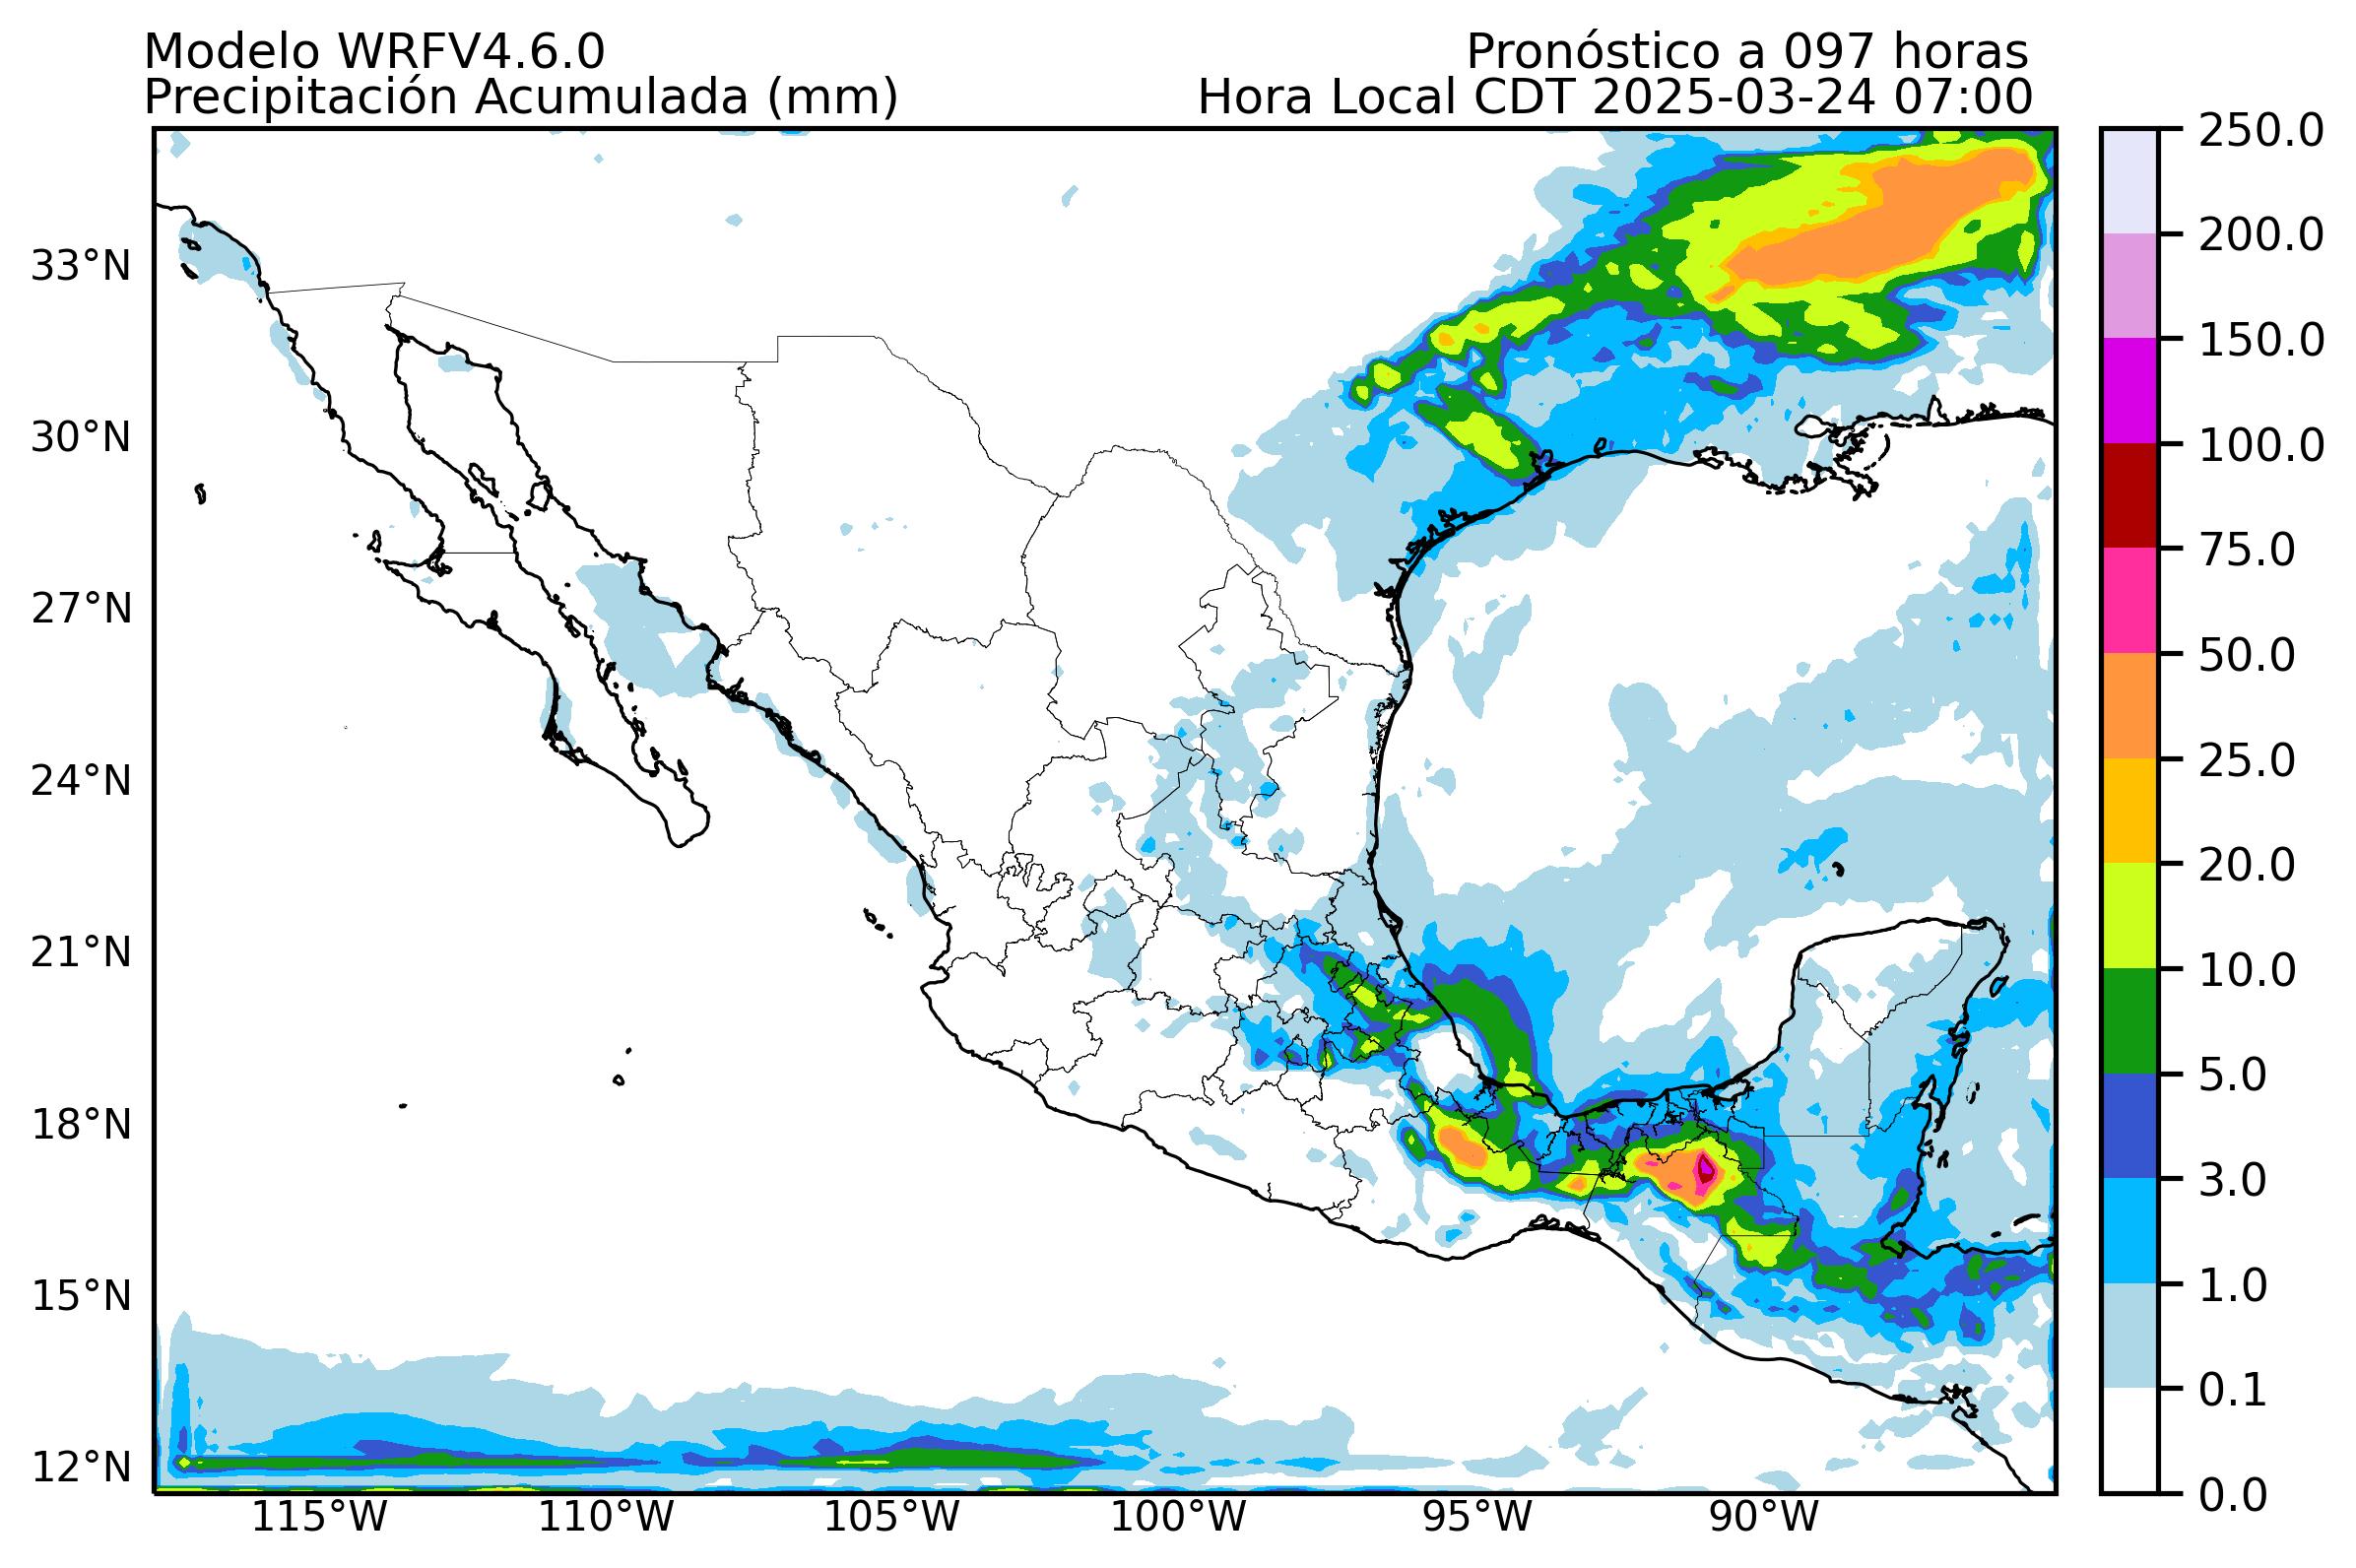 Modelo WRFV4.6.0
Pronóstico a 097 horas
Precipitación Acumulada (mm)
Hora Local CDT 2025-03-24 07:00
33°N
30°N
27°N
24°N
21°N
18°N
15°N
12°N
115°W
110°W
105°W
100°W
95°W
90°W
250.0
200.0
150.0
100.0
75.0
50.0
25.0
20.0
10.0
5.0
3.0
1.0
0.1
0.0